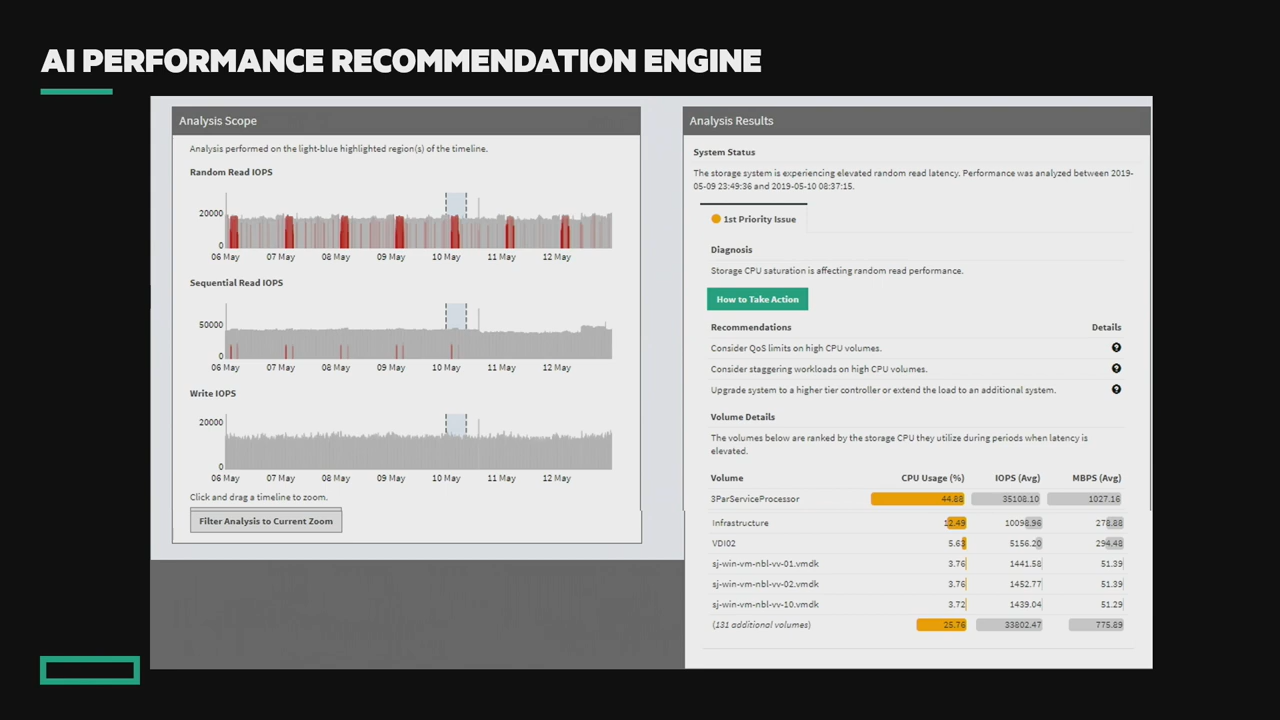 AI PERFORMANCE RECOMMENDATION ENGINE
Analysis Scope
Analysis performed on the light-blue highlighted region(s) of the timeline.
Random Read IOPS
20000
0
06 May 07 May 08 May 09 May 10 May 11 May 12 May
Sequential Read IOPS
50000
0
06 May 07 May 08 May 09 May 10 May 11 May 12 May
Write IOPS
20000
0
06 May 07 May 08 May 09 May 10 May 11 May 12 May
Click and drag a timeline to zoom.
Filter Analysis to Current Zoom
Analysis Results
System Status
The storage system is experiencing elevated random read latency. Performance was analyzed between 2019-
05-09 23:49:36 and 2019-05-10 08:37:15.
1st Priority Issue
Diagnosis
Storage CPU saturation is affecting random read performance.
How to Take Action
Recommendations Details
Consider QoS limits on high CPU volumes. ?
Consider staggering workloads on high CPU volumes. ?
Upgrade system to a higher tier controller or extend the load to an additional system. ?
Volume Details
The volumes below are ranked by the storage CPU they utilize during periods when latency is
elevated.
Volume CPU Usage (%) IOPS (Avg) MBPS (Avg)
3ParServiceProcessor 44.88 35108.10 1027.16
Infrastructure 12.49 10098.96 278.88
VDI02 5.63 5156.20 294.48
sj-win-vm-nbl-vv-01.vmdk 3.76 1441.58 51.39
sj-win-vm-nbl-vv-02.vmdk 3.76 1452.77 51.39
sj-win-vm-nbl-vv-10.vmdk 3.72 1439.04 51.29
(131 additional volumes) 25.76 33802.47 775.89